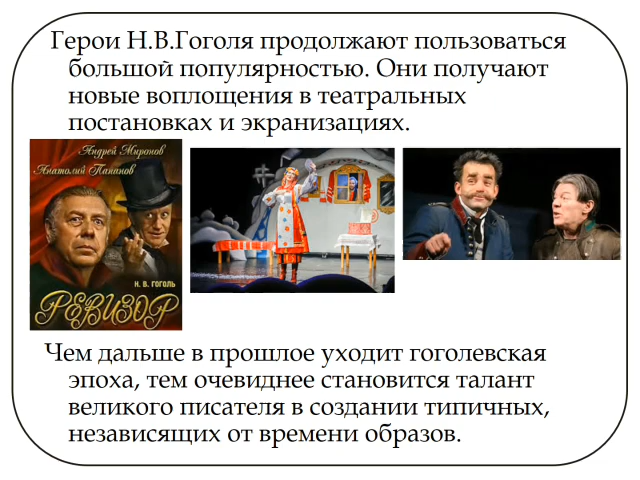 Герои Н.В.Гоголя продолжают пользоваться
большой популярностью. Они получают
новые воплощения в театральных
постановках и экранизациях.
Андрей Миронов
Анатолий Папанов
Н. В. ГОГОЛЬ
РЕВИЗОР
Чем дальше в прошлое уходит гоголевская
эпоха, тем очевиднее становится талант
великого писателя в создании типичных,
независящих от времени образов.